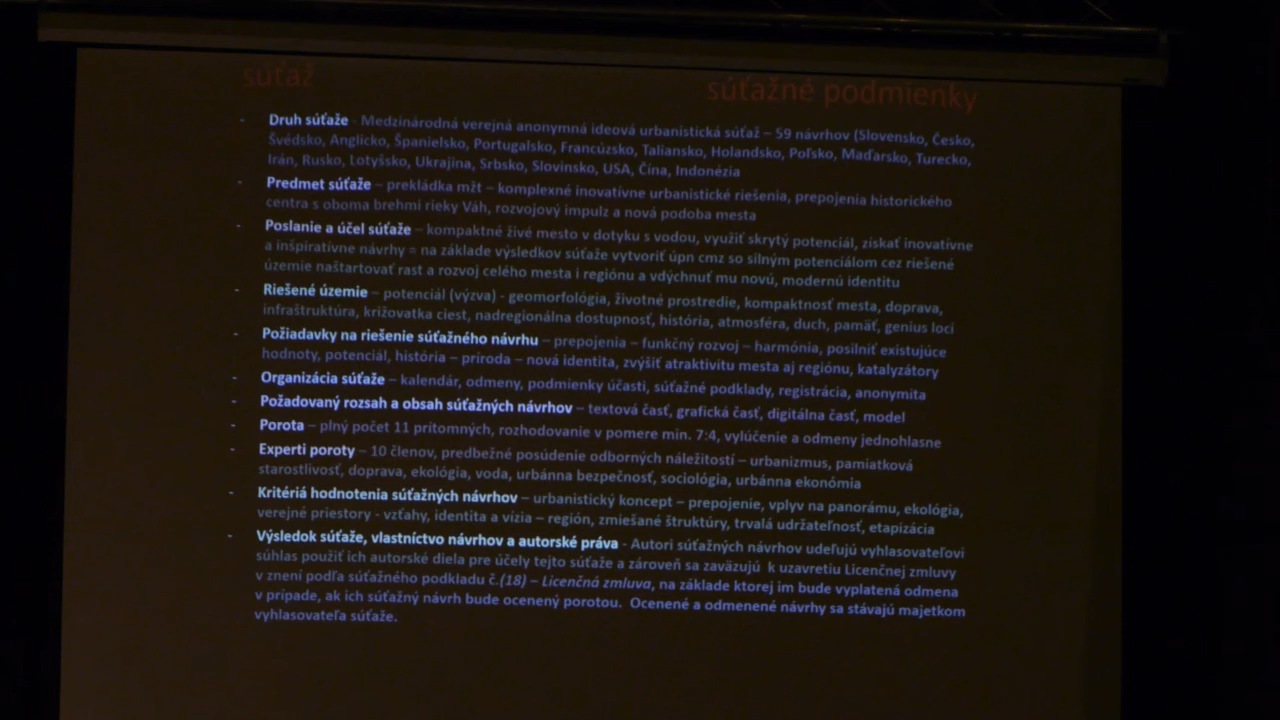 súťaž
súťažné podmienky
- Druh súťaže - Medzinárodná verejná anonymná ideová urbanistická súťaž – 59 návrhov (Slovensko, Česko,
Švédsko, Anglicko, Španielsko, Portugalsko, Francúzsko, Taliansko, Holandsko, Poľsko, Maďarsko, Turecko,
Irán, Rusko, Lotyšsko, Ukrajina, Srbsko, Slovinsko, USA, Čína, Indonézia
- Predmet súťaže – prekládka mžt – komplexné inovatívne urbanistické riešenia, prepojenia historického
centra s oboma brehmi rieky Váh, rozvojový impulz a nová podoba mesta
- Poslanie a účel súťaže – kompaktné živé mesto v dotyku s vodou, využiť skrytý potenciál, získať inovatívne
a inšpiratívne návrhy = na základe výsledkov súťaže vytvoriť úpn cmz so silným potenciálom cez riešené
územie naštartovať rast a rozvoj celého mesta i regiónu a vdýchnuť mu novú, modernú identitu
- Riešené územie – potenciál (výzva) - geomorfológia, životné prostredie, kompaktnosť mesta, doprava,
infraštruktúra, križovatka ciest, nadregionálna dostupnosť, história, atmosféra, duch, pamäť, genius loci
- Požiadavky na riešenie súťažného návrhu – prepojenia – funkčný rozvoj – harmónia, posilniť existujúce
hodnoty, potenciál, história – príroda – nová identita, zvýšiť atraktivitu mesta aj regiónu, katalyzátory
- Organizácia súťaže – kalendár, odmeny, podmienky účasti, súťažné podklady, registrácia, anonymita
- Požadovaný rozsah a obsah súťažných návrhov – textová časť, grafická časť, digitálna časť, model
- Porota – plný počet 11 prítomných, rozhodovanie v pomere min. 7:4, vylúčenie a odmeny jednohlasne
- Experti poroty – 10 členov, predbežné posúdenie odborných náležitostí – urbanizmus, pamiatková
starostlivosť, doprava, ekológia, voda, urbánna bezpečnosť, sociológia, urbánna ekonómia
- Kritériá hodnotenia súťažných návrhov – urbanistický koncept – prepojenie, vplyv na panorámu, ekológia,
verejné priestory - vzťahy, identita a vízia – región, zmiešané štruktúry, trvalá udržateľnosť, etapizácia
- Výsledok súťaže, vlastníctvo návrhov a autorské práva - Autori súťažných návrhov udeľujú vyhlasovateľovi
súhlas použiť ich autorské diela pre účely tejto súťaže a zároveň sa zaväzujú k uzavretiu Licenčnej zmluvy
v znení podľa súťažného podkladu č.(18) – Licenčná zmluva, na základe ktorej im bude vyplatená odmena
v prípade, ak ich súťažný návrh bude ocenený porotou. Ocenené a odmenené návrhy sa stávajú majetkom
vyhlasovateľa súťaže.